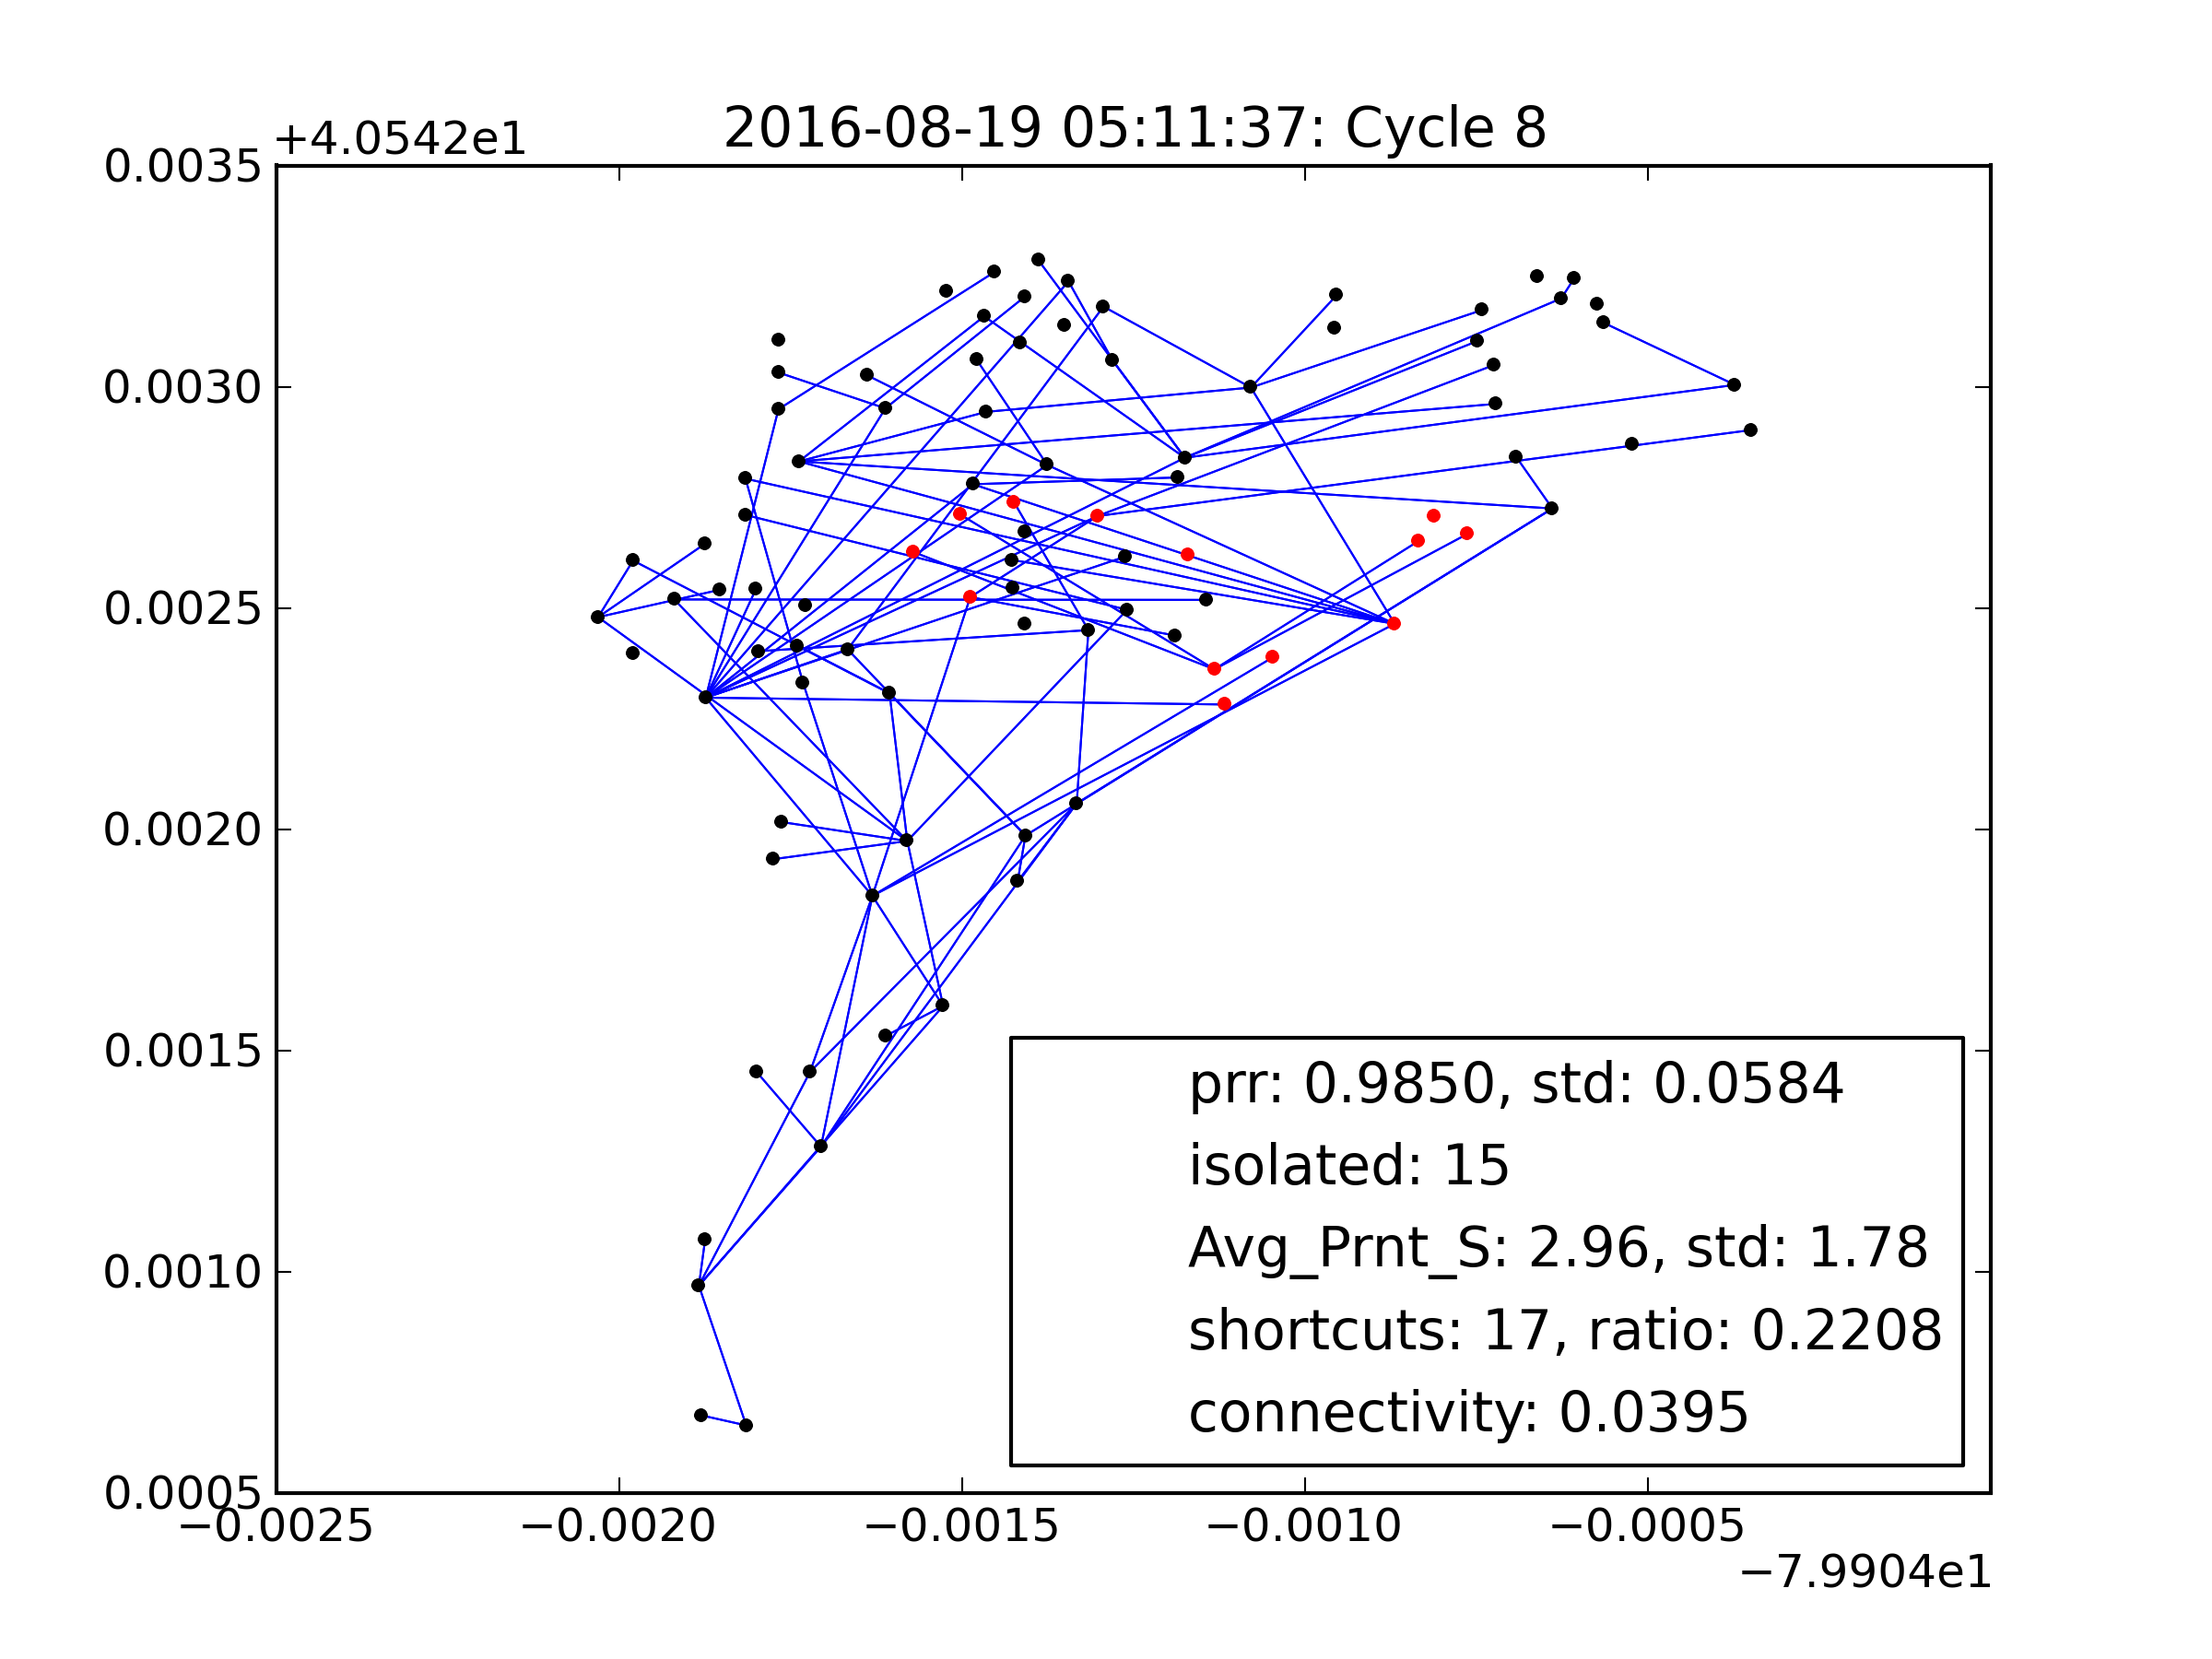 2016-08-19 05:11:37: Cycle 8
+4.0542e1
0.0035
0.0030
0.0025
0.0020
0.0015
0.0010
0.0005
prr: 0.9850, std: 0.0584
isolated: 15
Avg_Prnt_S: 2.96, std: 1.78
shortcuts: 17, ratio: 0.2208
connectivity: 0.0395
−0.0025 −0.0020 −0.0015 −0.0010 −0.0005
−7.9904e1